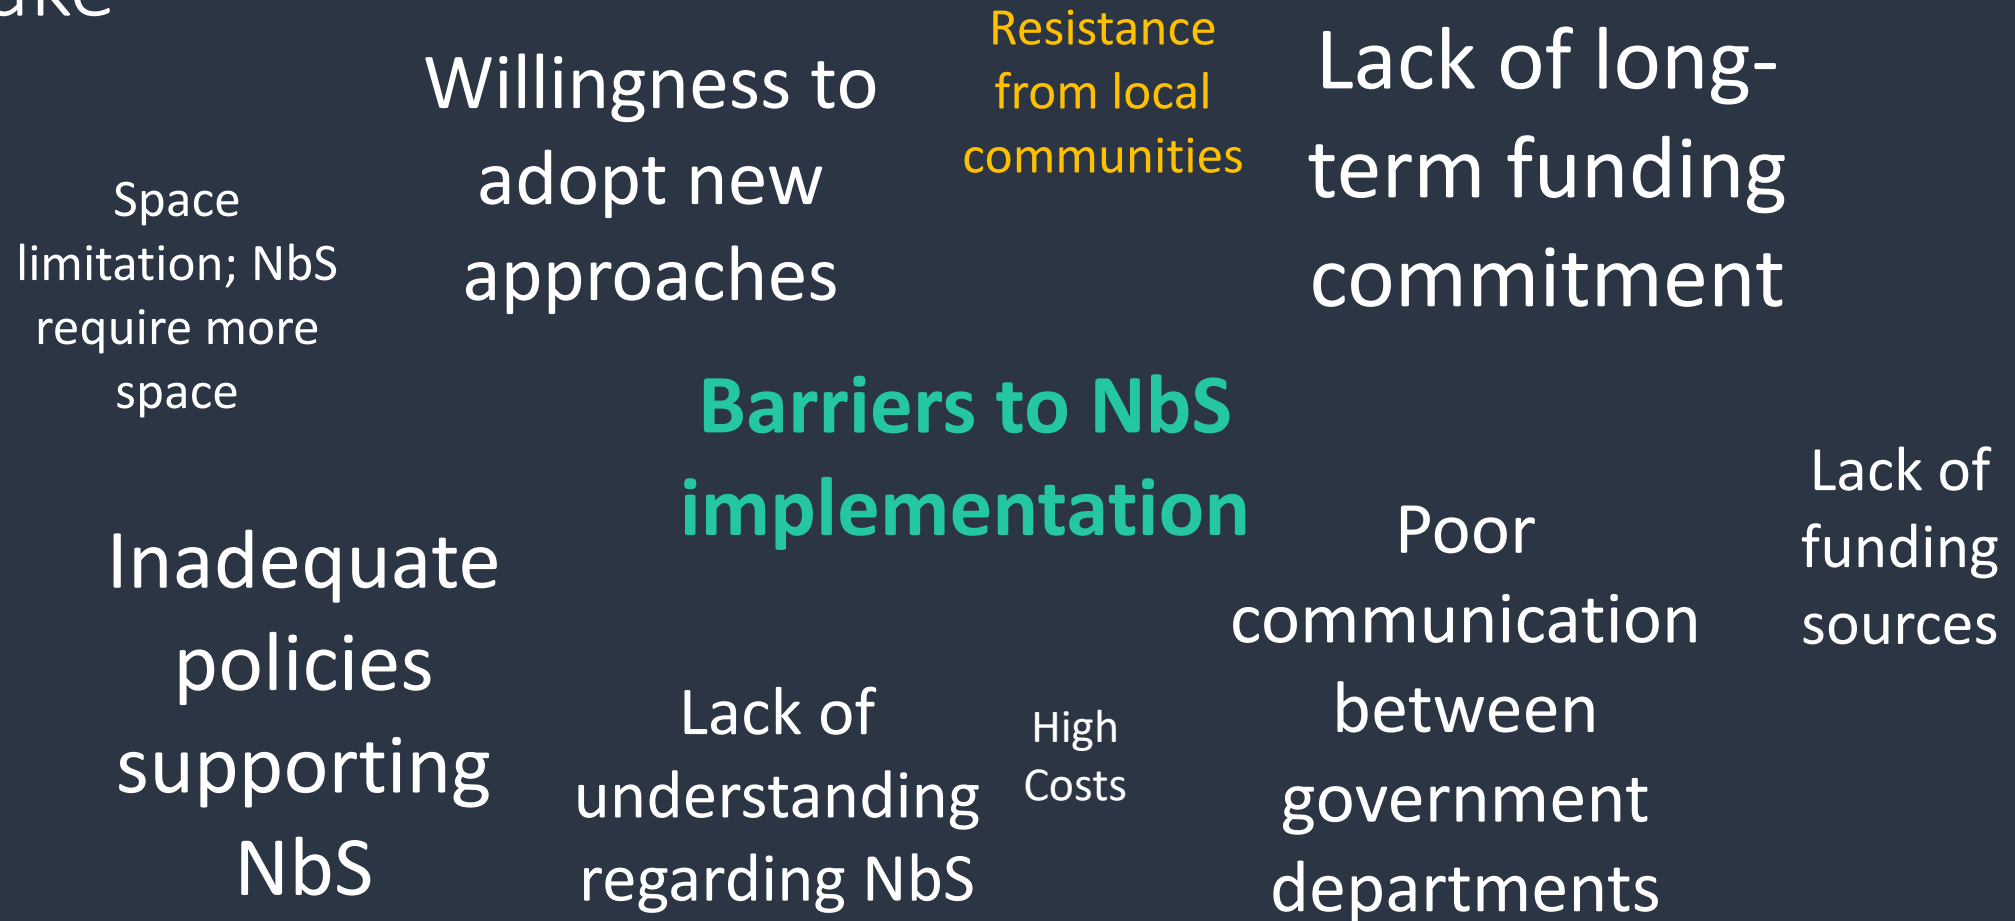 Willingness to
adopt new
approaches
Resistance
from local
communities
Lack of long-
term funding
commitment
Space
limitation; NbS
require more
space
Barriers to NbS
implementation
Inadequate
policies
supporting
NbS
Lack of
understanding
regarding NbS
High
Costs
Poor
communication
between
government
departments
Lack of
funding
sources